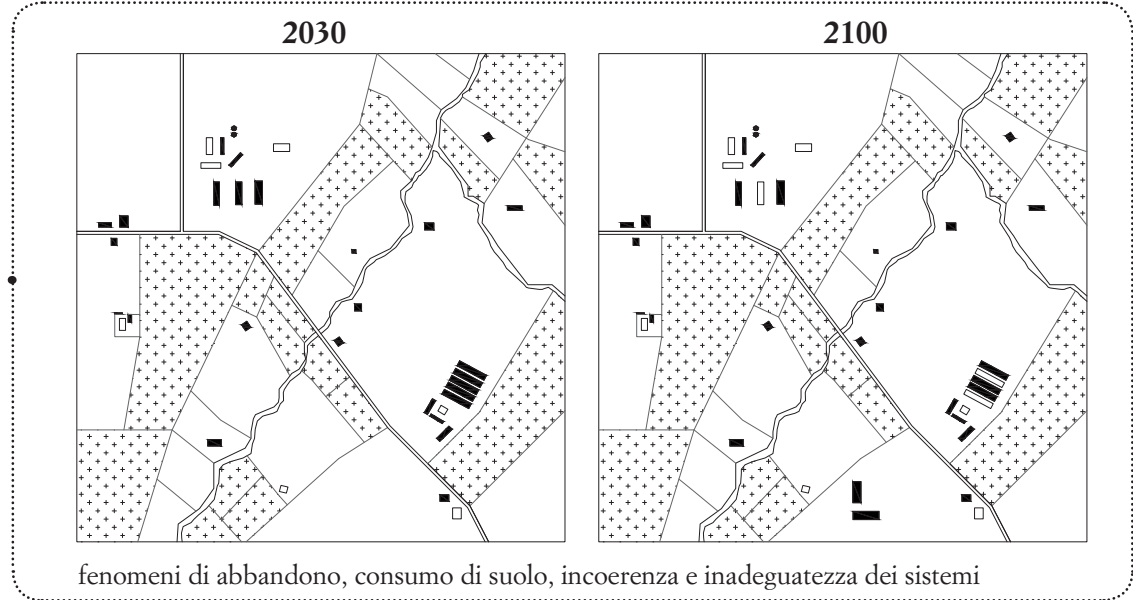 2030
2100
fenomeni di abbandono, consumo di suolo, incoerenza e inadeguatezza dei sistemi